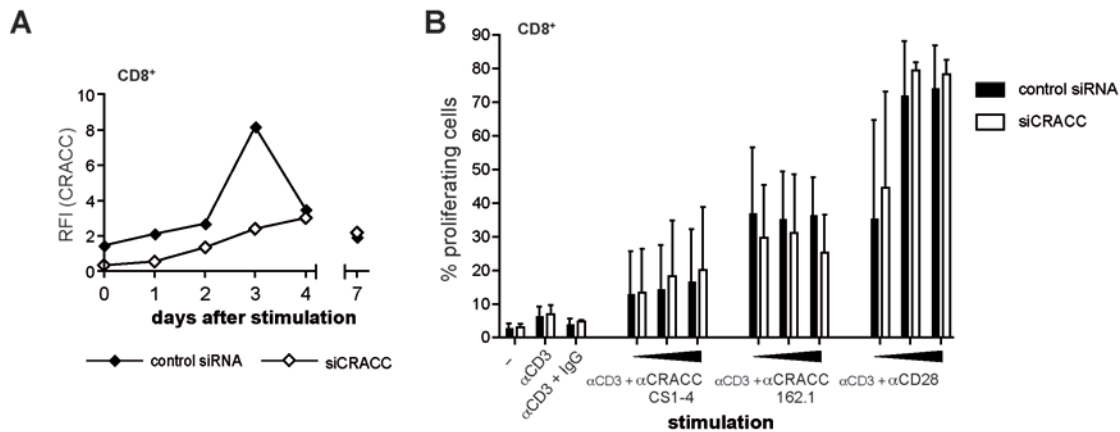 A
CD8⁺
10
8
6
4
2
0
RFI (CRACC)
0 1 2 3 4 7
days after stimulation
control siRNA siCRACC
B
CD8⁺
90
80
70
60
50
40
30
20
10
0
% proliferating cells
control siRNA
siCRACC
–
αCD3
αCD3 + IgG
αCD3 + αCRACC
CS1-4
αCD3 + αCRACC
162.1
αCD3 + αCD28
stimulation